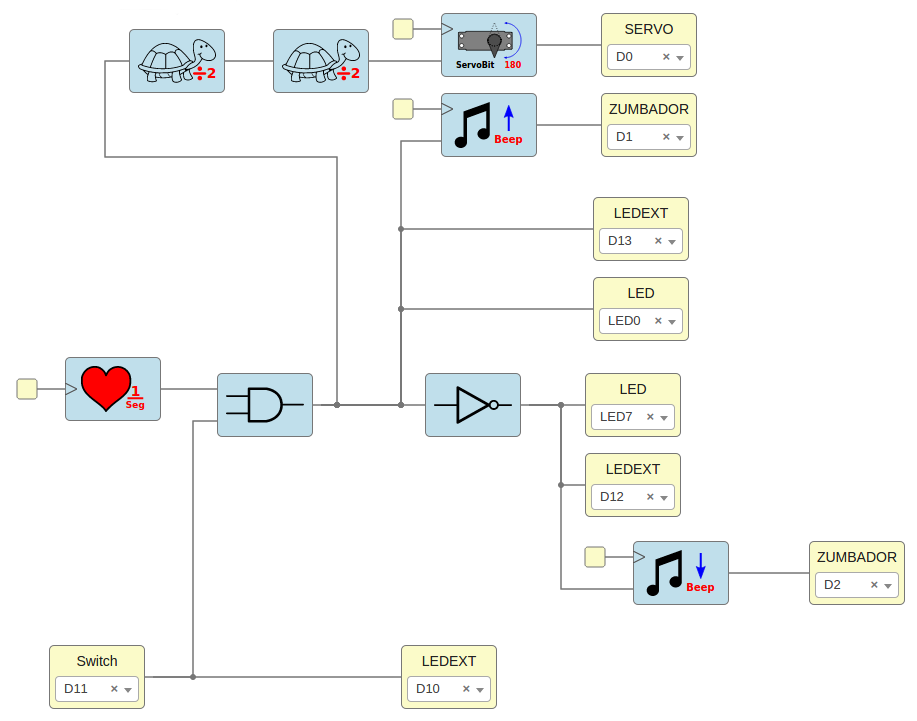 SERVO
D0 ×
÷2
÷2
ServoBit 180
ZUMBADOR
D1 ×
Beep
LEDEXT
D13 ×
LED
LED0 ×
1
Seg
LED
LED7 ×
LEDEXT
D12 ×
Beep
ZUMBADOR
D2 ×
Switch
D11 ×
LEDEXT
D10 ×